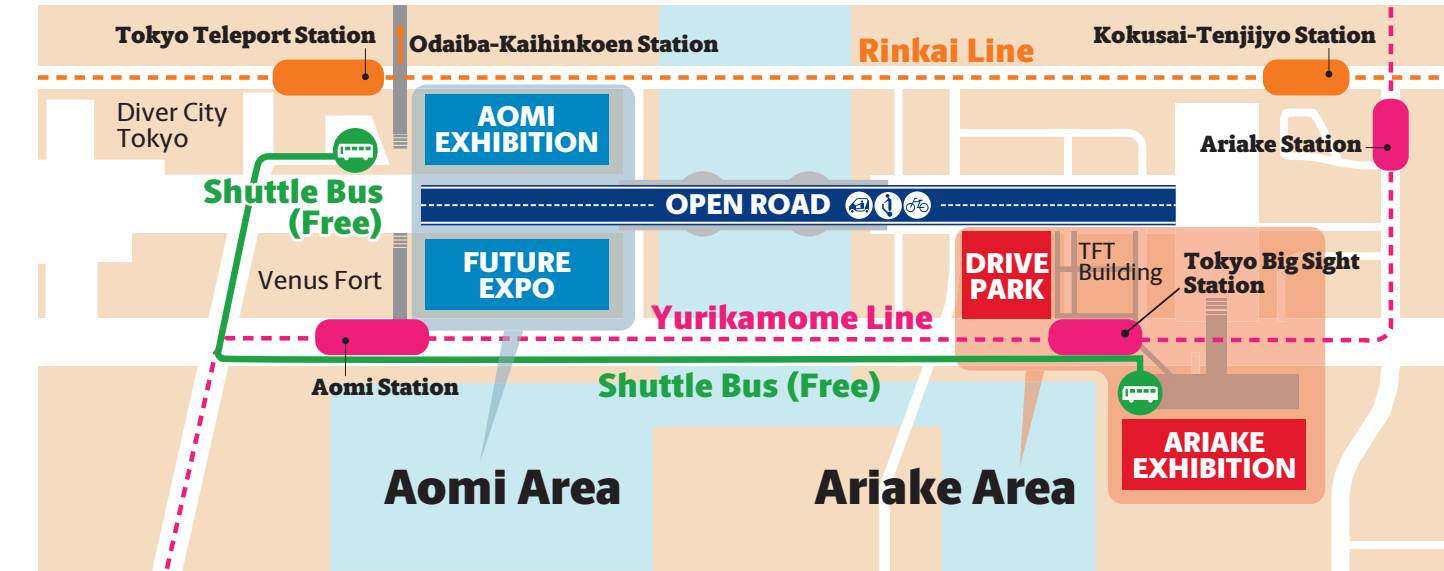 Tokyo Teleport Station
Odaiba-Kaihinkoen Station
Rinkai Line
Kokusai-Tenjijyo Station
Diver City
Tokyo
AOMI
EXHIBITION
Ariake Station
Shuttle Bus
(Free)
OPEN ROAD
Venus Fort
FUTURE
EXPO
DRIVE
PARK
TFT
Building
Tokyo Big Sight
Station
Yurikamome Line
Aomi Station
Shuttle Bus (Free)
ARIAKE
EXHIBITION
Aomi Area
Ariake Area